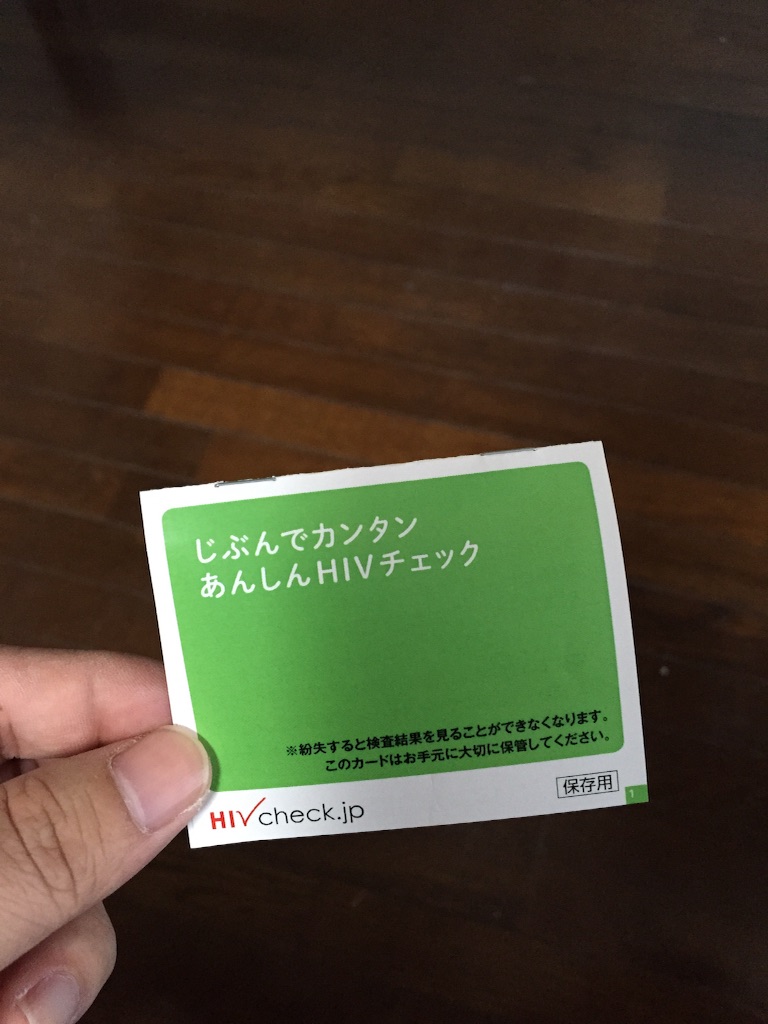 じぶんでカンタン
あんしんHIVチェック
※紛失すると検査結果を見ることができなくなります。
このカードはお手元に大切に保管してください。
HIVcheck.jp
保存用
1